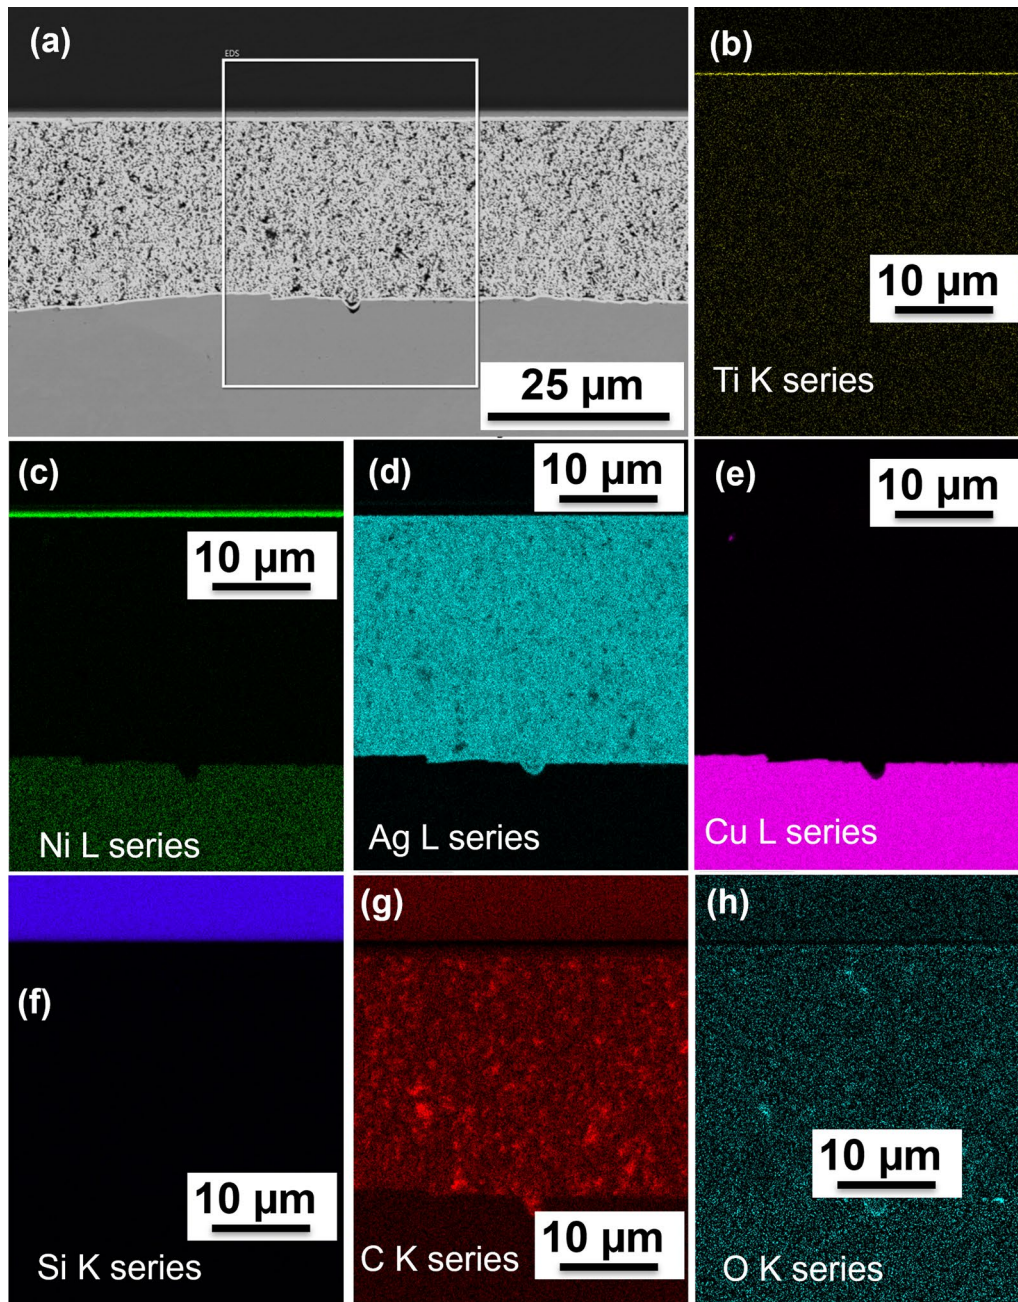 (a)
EDS
25 µm
(b)
10 µm
Ti K series
(c)
10 µm
Ni L series
(d)
10 µm
Ag L series
(e)
10 µm
Cu L series
(f)
10 µm
Si K series
(g)
10 µm
C K series
(h)
10 µm
O K series